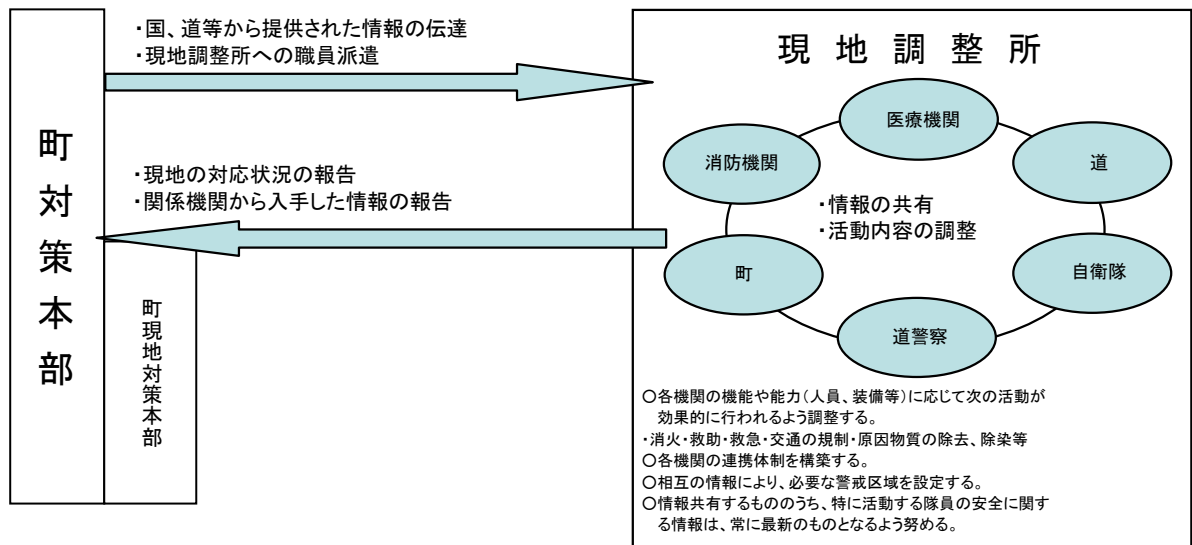 ・国、道等から提供された情報の伝達
・現地調整所への職員派遣
町対策本部
・現地の対応状況の報告
・関係機関から入手した情報の報告
町現地対策本部
現地調整所
医療機関
消防機関
道
・情報の共有
・活動内容の調整
町
自衛隊
道警察
○各機関の機能や能力(人員、装備等)に応じて次の活動が
効果的に行われるよう調整する。
・消火・救助・救急・交通の規制・原因物質の除去、除染等
○各機関の連携体制を構築する。
○相互の情報により、必要な警戒区域を設定する。
○情報共有するもののうち、特に活動する隊員の安全に関す
る情報は、常に最新のものとなるよう努める。